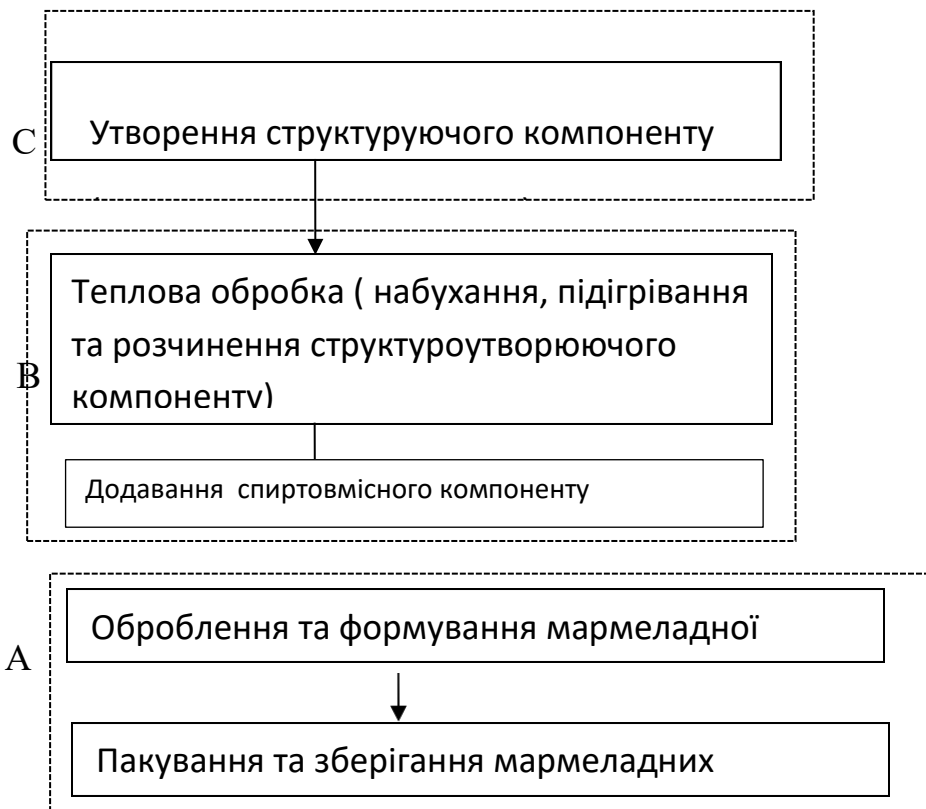 С
Утворення структуруючого компоненту
Теплова обробка ( набухання, підігрівання
та розчинення структуроутворюючого
компоненту)
В
Додавання спиртовмісного компоненту
Оброблення та формування мармеладної
А
Пакування та зберігання мармеладних